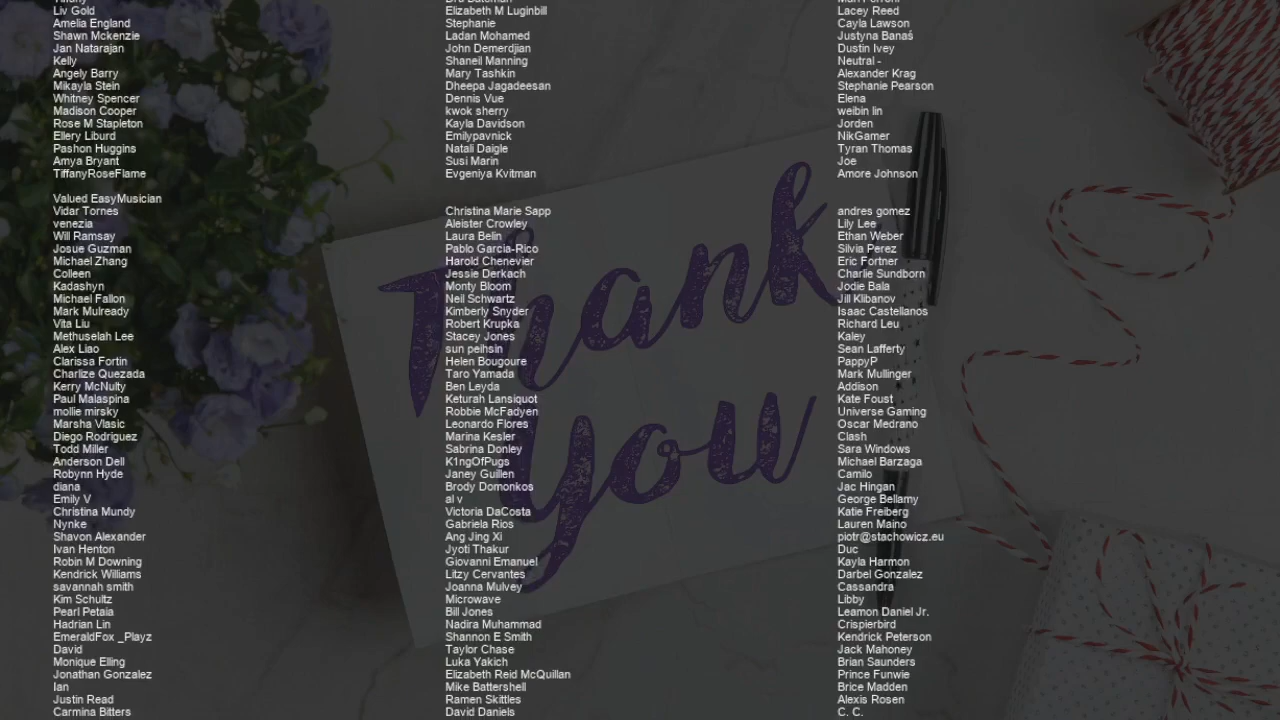 Liv Gold
Amelia England
Shawn Mckenzie
Jan Natarajan
Kelly
Angely Barry
Mikayla Stein
Whitney Spencer
Madison Cooper
Rose M Stapleton
Ellery Liburd
Pashon Huggins
Amya Bryant
TiffanyRoseFlame
Elizabeth M Luginbill
Stephanie
Ladan Mohamed
John Demerdjian
Shaneil Manning
Mary Tashkin
Dheepa Jagadeesan
Dennis Vue
kwok sherry
Kayla Davidson
Emilypavnick
Natali Daigle
Susi Marin
Evgeniya Kvitman
Lacey Reed
Cayla Lawson
Justyna Banaś
Dustin Ivey
Neutral -
Alexander Krag
Stephanie Pearson
Elena
weibin lin
Jorden
NikGamer
Tyran Thomas
Joe
Amore Johnson
Valued EasyMusician
Vidar Tornes
venezia
Will Ramsay
Josue Guzman
Michael Zhang
Colleen
Kadashyn
Michael Fallon
Mark Mulready
Vita Liu
Methuselah Lee
Alex Liao
Clarissa Fortin
Charlize Quezada
Kerry McNulty
Paul Malaspina
mollie mirsky
Marsha Vlasic
Diego Rodriguez
Todd Miller
Anderson Dell
Robynn Hyde
diana
Emily V
Christina Mundy
Nynke
Shavon Alexander
Ivan Henton
Robin M Downing
Kendrick Williams
savannah smith
Kim Schultz
Pearl Petaia
Hadrian Lin
EmeraldFox _Playz
David
Monique Elling
Jonathan Gonzalez
Ian
Justin Read
Carmina Bitters
Christina Marie Sapp
Aleister Crowley
Laura Belin
Pablo Garcia-Rico
Harold Chenevier
Jessie Derkach
Monty Bloom
Neil Schwartz
Kimberly Snyder
Robert Krupka
Stacey Jones
sun peihsin
Helen Bougoure
Taro Yamada
Ben Leyda
Keturah Lansiquot
Robbie McFadyen
Leonardo Flores
Marina Kesler
Sabrina Donley
K1ngOfPugs
Janey Guillen
Brody Domonkos
al v
Victoria DaCosta
Gabriela Rios
Ang Jing Xi
Jyoti Thakur
Giovanni Emanuel
Litzy Cervantes
Joanna Mulvey
Microwave
Bill Jones
Nadira Muhammad
Shannon E Smith
Taylor Chase
Luka Yakich
Elizabeth Reid McQuillan
Mike Battershell
Ramen Skittles
David Daniels
andres gomez
Lily Lee
Ethan Weber
Silvia Perez
Eric Fortner
Charlie Sundborn
Jodie Bala
Jill Klibanov
Isaac Castellanos
Richard Leu
Kaley
Sean Lafferty
PappyP
Mark Mullinger
Addison
Kate Foust
Universe Gaming
Oscar Medrano
Clash
Sara Windows
Michael Barzaga
Camilo
Jac Hingan
George Bellamy
Katie Freiberg
Lauren Maino
piotr@stachowicz.eu
Duc
Kayla Harmon
Darbel Gonzalez
Cassandra
Libby
Leamon Daniel Jr.
Crispierbird
Kendrick Peterson
Jack Mahoney
Brian Saunders
Prince Funwie
Brice Madden
Alexis Rosen
C. C.
Thank
you